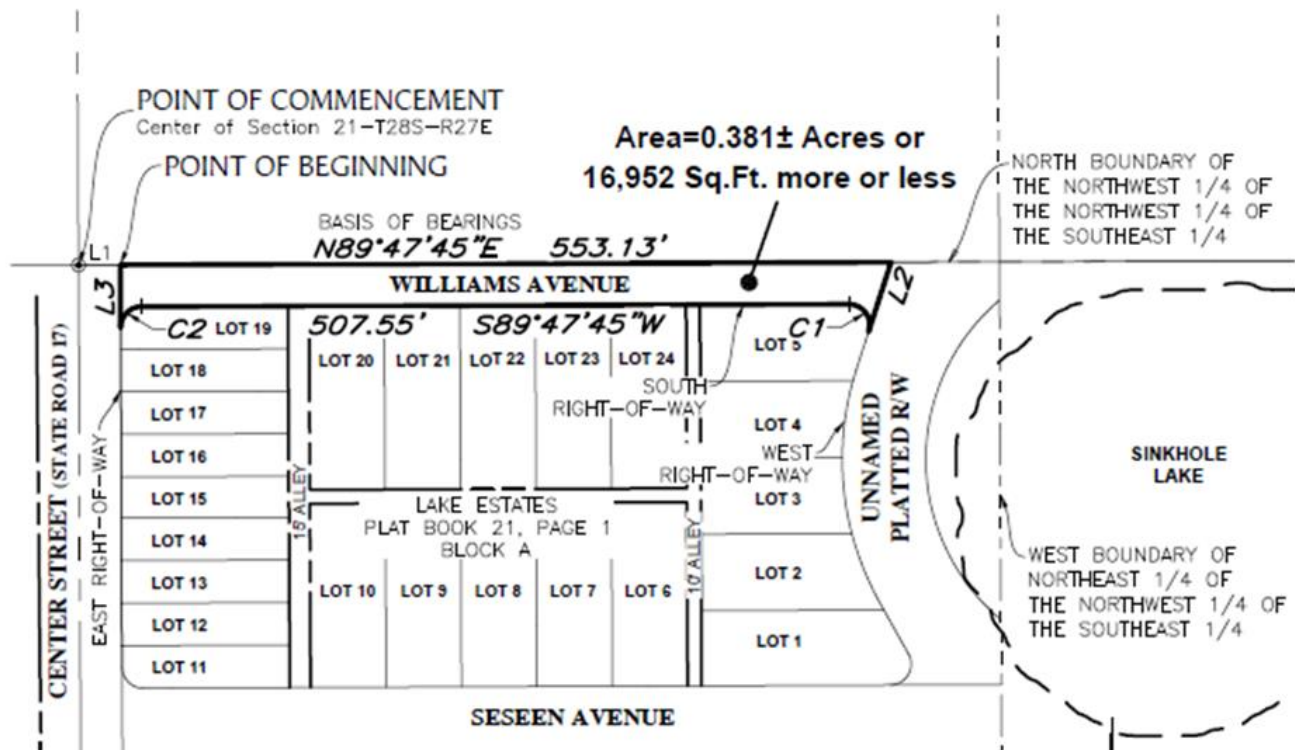 POINT OF COMMENCEMENT
Center of Section 21-T28S-R27E
POINT OF BEGINNING
Area=0.381± Acres or
16,952 Sq.Ft. more or less
NORTH BOUNDARY OF
THE NORTHWEST 1/4 OF
THE NORTHWEST 1/4 OF
THE SOUTHEAST 1/4
BASIS OF BEARINGS
N89°47'45"E 553.13'
L1
L3
L2
WILLIAMS AVENUE
C2
507.55' S89°47'45"W
C1
LOT 19
LOT 18
LOT 17
LOT 16
LOT 15
LOT 14
LOT 13
LOT 12
LOT 11
LOT 20
LOT 21
LOT 22
LOT 23
LOT 24
LOT 5
LOT 4
LOT 3
LOT 2
LOT 1
SOUTH
RIGHT-OF-WAY
WEST
RIGHT-OF-WAY
LAKE ESTATES
PLAT BOOK 21, PAGE 1
BLOCK A
LOT 10
LOT 9
LOT 8
LOT 7
LOT 6
15' ALLEY
10' ALLEY
CENTER STREET (STATE ROAD 17)
EAST RIGHT-OF-WAY
UNNAMED
PLATTED R/W
SINKHOLE
LAKE
WEST BOUNDARY OF
NORTHEAST 1/4 OF
THE NORTHWEST 1/4 OF
THE SOUTHEAST 1/4
SESEEN AVENUE